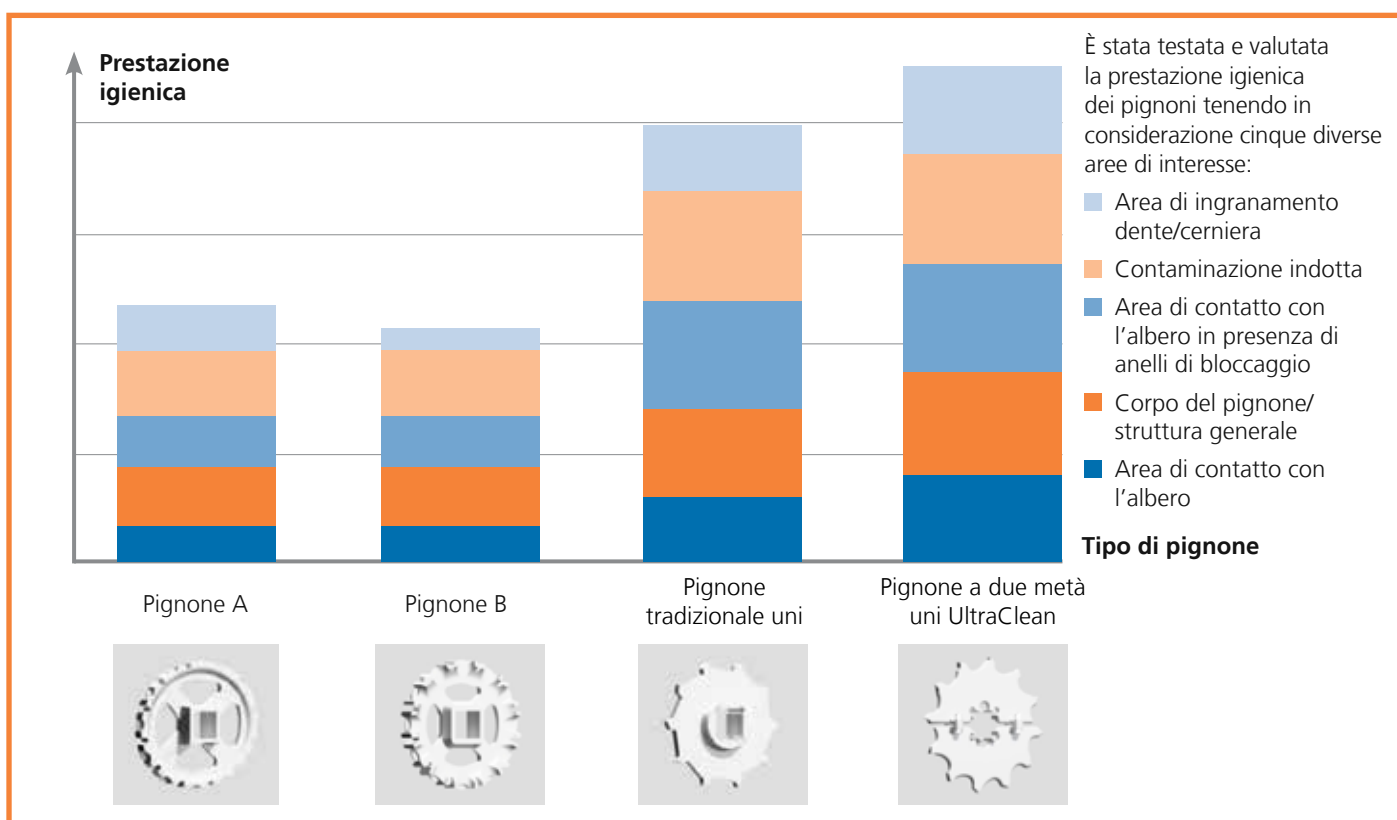 Prestazione
igienica
È stata testata e valutata
la prestazione igienica
dei pignoni tenendo in
considerazione cinque diverse
aree di interesse:
Area di ingranamento
dente/cerniera
Contaminazione indotta
Area di contatto con
l’albero in presenza di
anelli di bloccaggio
Corpo del pignone/
struttura generale
Area di contatto con
l’albero
Tipo di pignone
Pignone A
Pignone B
Pignone
tradizionale uni
Pignone a due metà
uni UltraClean